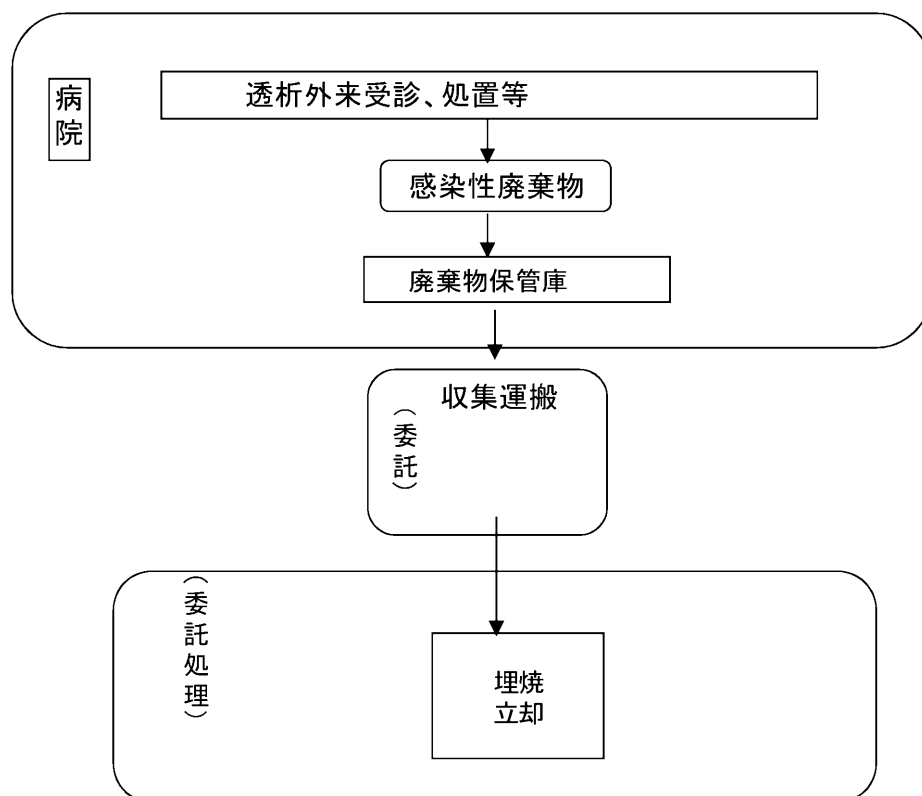 病院
透析外来受診、処置等
感染性廃棄物
廃棄物保管庫
収集運搬
（委託）
（委託処理）
焼却
埋立